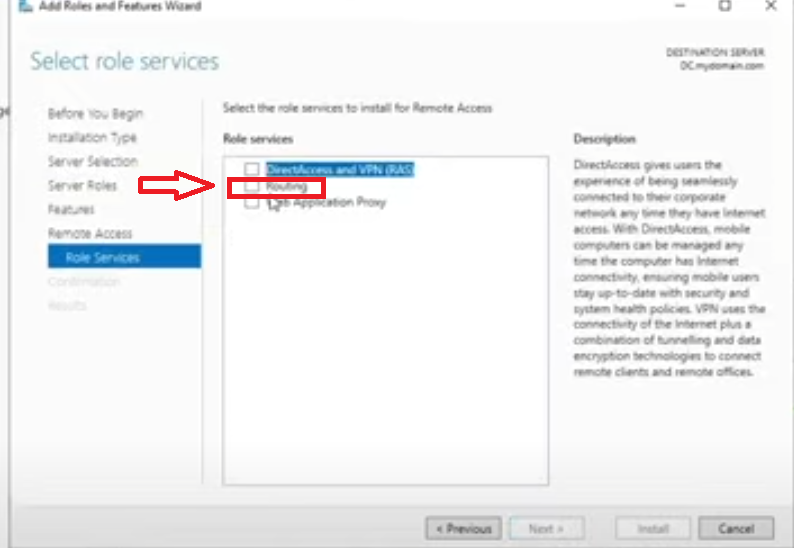 Add Roles and Features Wizard
Select role services
DESTINATION SERVER
DC.mydomain.com
Before You Begin
Installation Type
Server Selection
Server Roles
Features
Remote Access
Role Services
Confirmation
Results
Select the role services to install for Remote Access
Role services
DirectAccess and VPN (RAS)
Routing
Application Proxy
Description
DirectAccess gives users the
experience of being seamlessly
connected to their corporate
network any time they have Internet
access. With DirectAccess, mobile
computers can be managed any
time the computer has Internet
connectivity, ensuring mobile users
stay up-to-date with security and
system health policies. VPN uses the
connectivity of the Internet plus a
combination of tunnelling and data
encryption technologies to connect
remote clients and remote offices.
< Previous
Next >
Install
Cancel